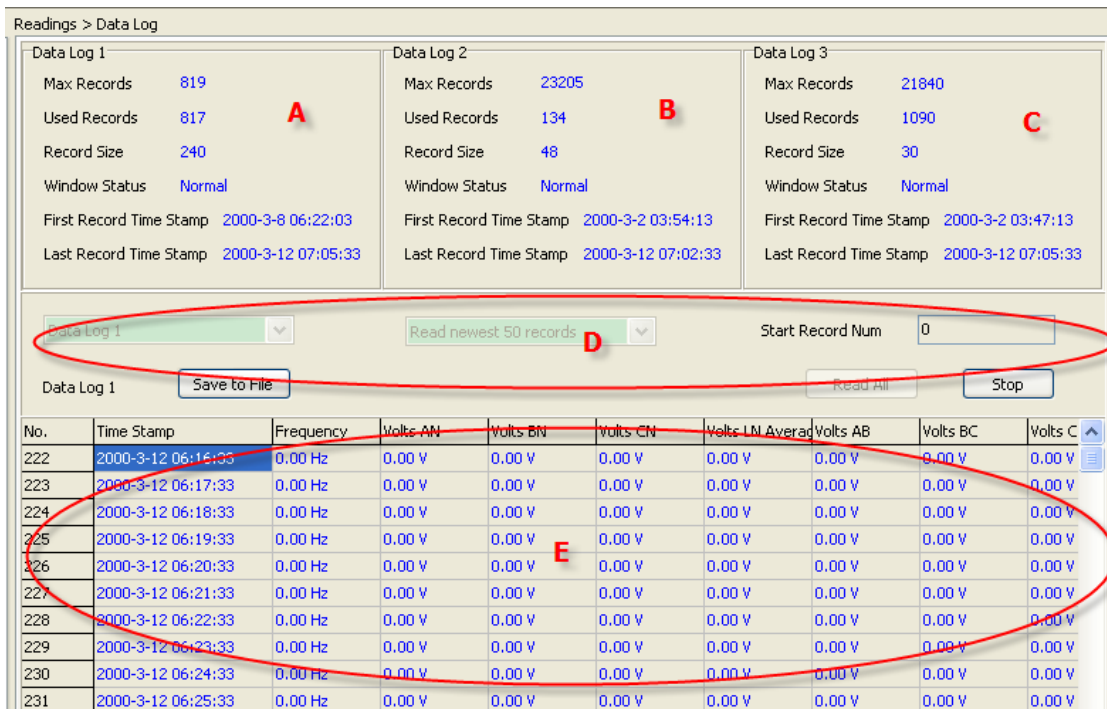 Readings > Data Log
Data Log 1 Data Log 2 Data Log 3
Max Records 819 Max Records 23205 Max Records 21840
A B C
Used Records 817 Used Records 134 Used Records 1090
Record Size 240 Record Size 48 Record Size 30
Window Status Normal Window Status Normal Window Status Normal
First Record Time Stamp 2000-3-8 06:22:03 First Record Time Stamp 2000-3-2 03:54:13 First Record Time Stamp 2000-3-2 03:47:13
Last Record Time Stamp 2000-3-12 07:05:33 Last Record Time Stamp 2000-3-12 07:02:33 Last Record Time Stamp 2000-3-12 07:05:33
Data Log 1 Read newest 50 records D Start Record Num 0
Data Log 1 Save to File Read All Stop
No. Time Stamp Frequency Volts AN Volts BN Volts CN Volts LN Averag Volts AB Volts BC Volts C
222 2000-3-12 06:16:33 0.00 Hz 0.00 V 0.00 V 0.00 V 0.00 V 0.00 V 0.00 V 0.00 V
223 2000-3-12 06:17:33 0.00 Hz 0.00 V 0.00 V 0.00 V 0.00 V 0.00 V 0.00 V 0.00 V
224 2000-3-12 06:18:33 0.00 Hz 0.00 V 0.00 V 0.00 V 0.00 V 0.00 V 0.00 V 0.00 V
225 2000-3-12 06:19:33 0.00 Hz 0.00 V 0.00 V E 0.00 V 0.00 V 0.00 V 0.00 V 0.00 V
226 2000-3-12 06:20:33 0.00 Hz 0.00 V 0.00 V 0.00 V 0.00 V 0.00 V 0.00 V 0.00 V
227 2000-3-12 06:21:33 0.00 Hz 0.00 V 0.00 V 0.00 V 0.00 V 0.00 V 0.00 V 0.00 V
228 2000-3-12 06:22:33 0.00 Hz 0.00 V 0.00 V 0.00 V 0.00 V 0.00 V 0.00 V 0.00 V
229 2000-3-12 06:23:33 0.00 Hz 0.00 V 0.00 V 0.00 V 0.00 V 0.00 V 0.00 V 0.00 V
230 2000-3-12 06:24:33 0.00 Hz 0.00 V 0.00 V 0.00 V 0.00 V 0.00 V 0.00 V 0.00 V
231 2000-3-12 06:25:33 0.00 Hz 0.00 V 0.00 V 0.00 V 0.00 V 0.00 V 0.00 V 0.00 V